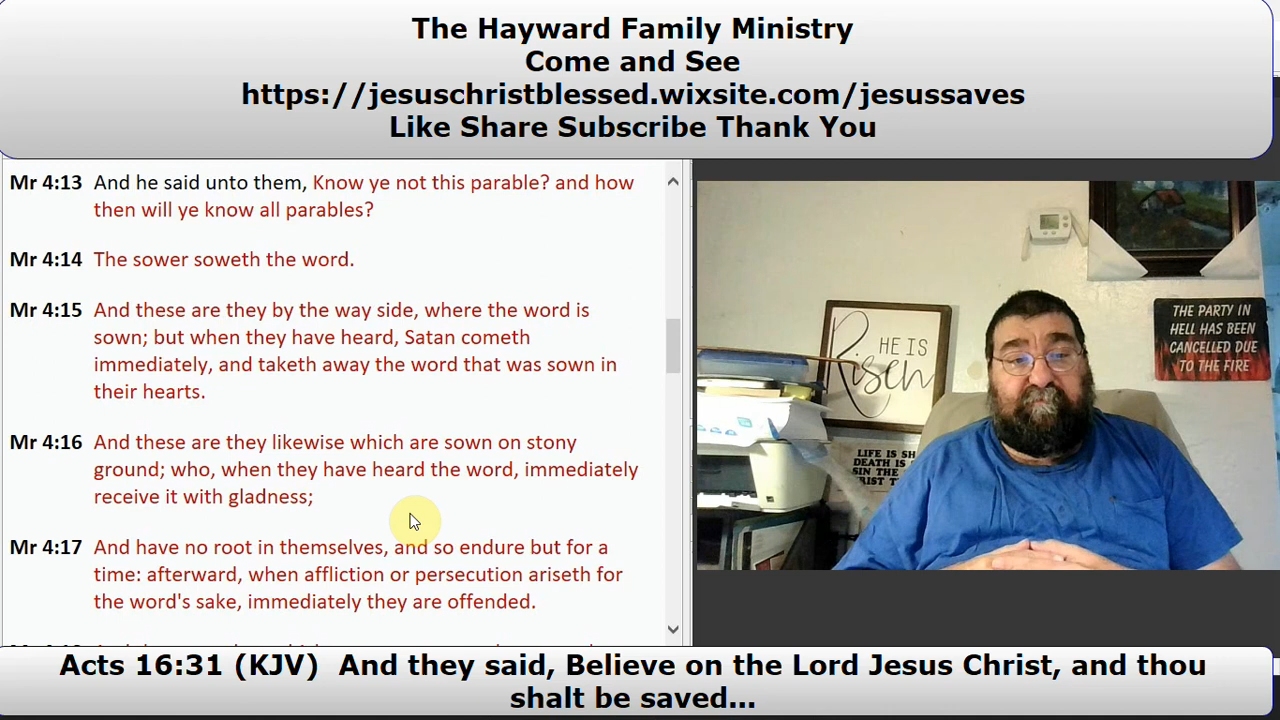 The Hayward Family Ministry
Come and See
https://jesuschristblessed.wixsite.com/jesussaves
Like Share Subscribe Thank You
Mr 4:13 And he said unto them, Know ye not this parable? and how
then will ye know all parables?
Mr 4:14 The sower soweth the word.
Mr 4:15 And these are they by the way side, where the word is
sown; but when they have heard, Satan cometh
immediately, and taketh away the word that was sown in
their hearts.
Mr 4:16 And these are they likewise which are sown on stony
ground; who, when they have heard the word, immediately
receive it with gladness;
Mr 4:17 And have no root in themselves, and so endure but for a
time: afterward, when affliction or persecution ariseth for
the word's sake, immediately they are offended.
HE IS
Risen
THE PARTY IN
HELL HAS BEEN
CANCELLED DUE
TO THE FIRE
LIFE IS SH
DEATH IS
SIN THE
Acts 16:31 (KJV) And they said, Believe on the Lord Jesus Christ, and thou
shalt be saved...